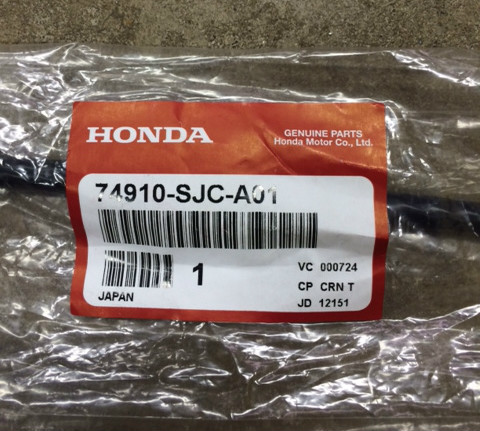 HONDA
GENUINE PARTS
Honda Motor Co., Ltd.
74910-SJC-A01
1
VC 000724
CP CRN T
JAPAN
JD 12151